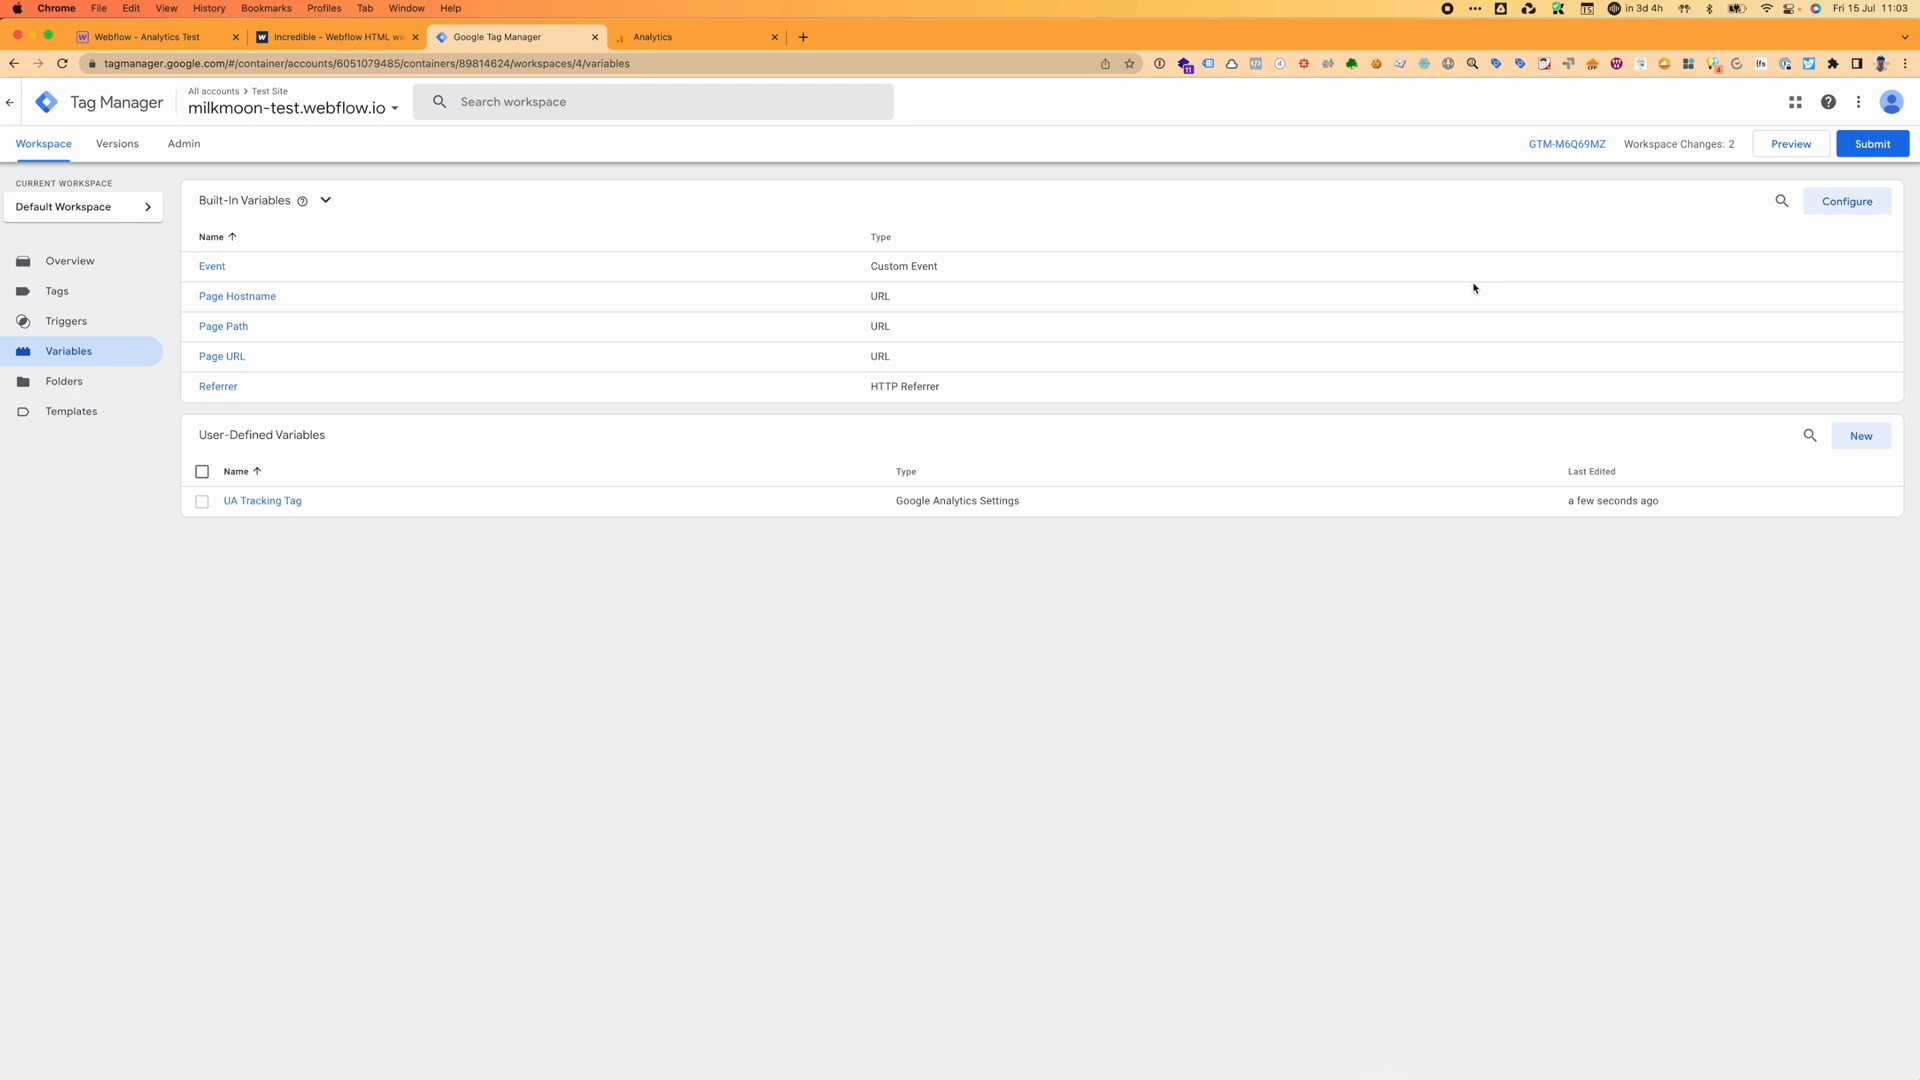 Chrome File Edit View History Bookmarks Profiles Tab Window Help in 3d 4h Fri 15 Jul 11:03
Webflow - Analytics Test Incredible - Webflow HTML we Google Tag Manager Analytics
tagmanager.google.com/#/container/accounts/6051079485/containers/89814624/workspaces/4/variables
All accounts > Test Site
Tag Manager milkmoon-test.webflow.io Search workspace
Workspace Versions Admin GTM-M6Q69MZ Workspace Changes: 2 Preview Submit
CURRENT WORKSPACE
Default Workspace
Overview
Tags
Triggers
Variables
Folders
Templates
Built-In Variables Configure
Name Type
Event Custom Event
Page Hostname URL
Page Path URL
Page URL URL
Referrer HTTP Referrer
User-Defined Variables New
Name Type Last Edited
UA Tracking Tag Google Analytics Settings a few seconds ago